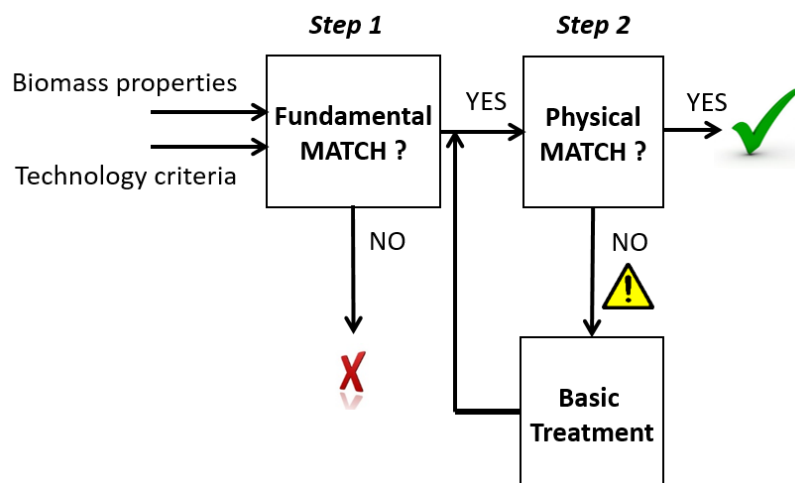 Step 1
Step 2
Biomass properties
Technology criteria
Fundamental
MATCH ?
YES
Physical
MATCH ?
YES
NO
NO
Basic
Treatment